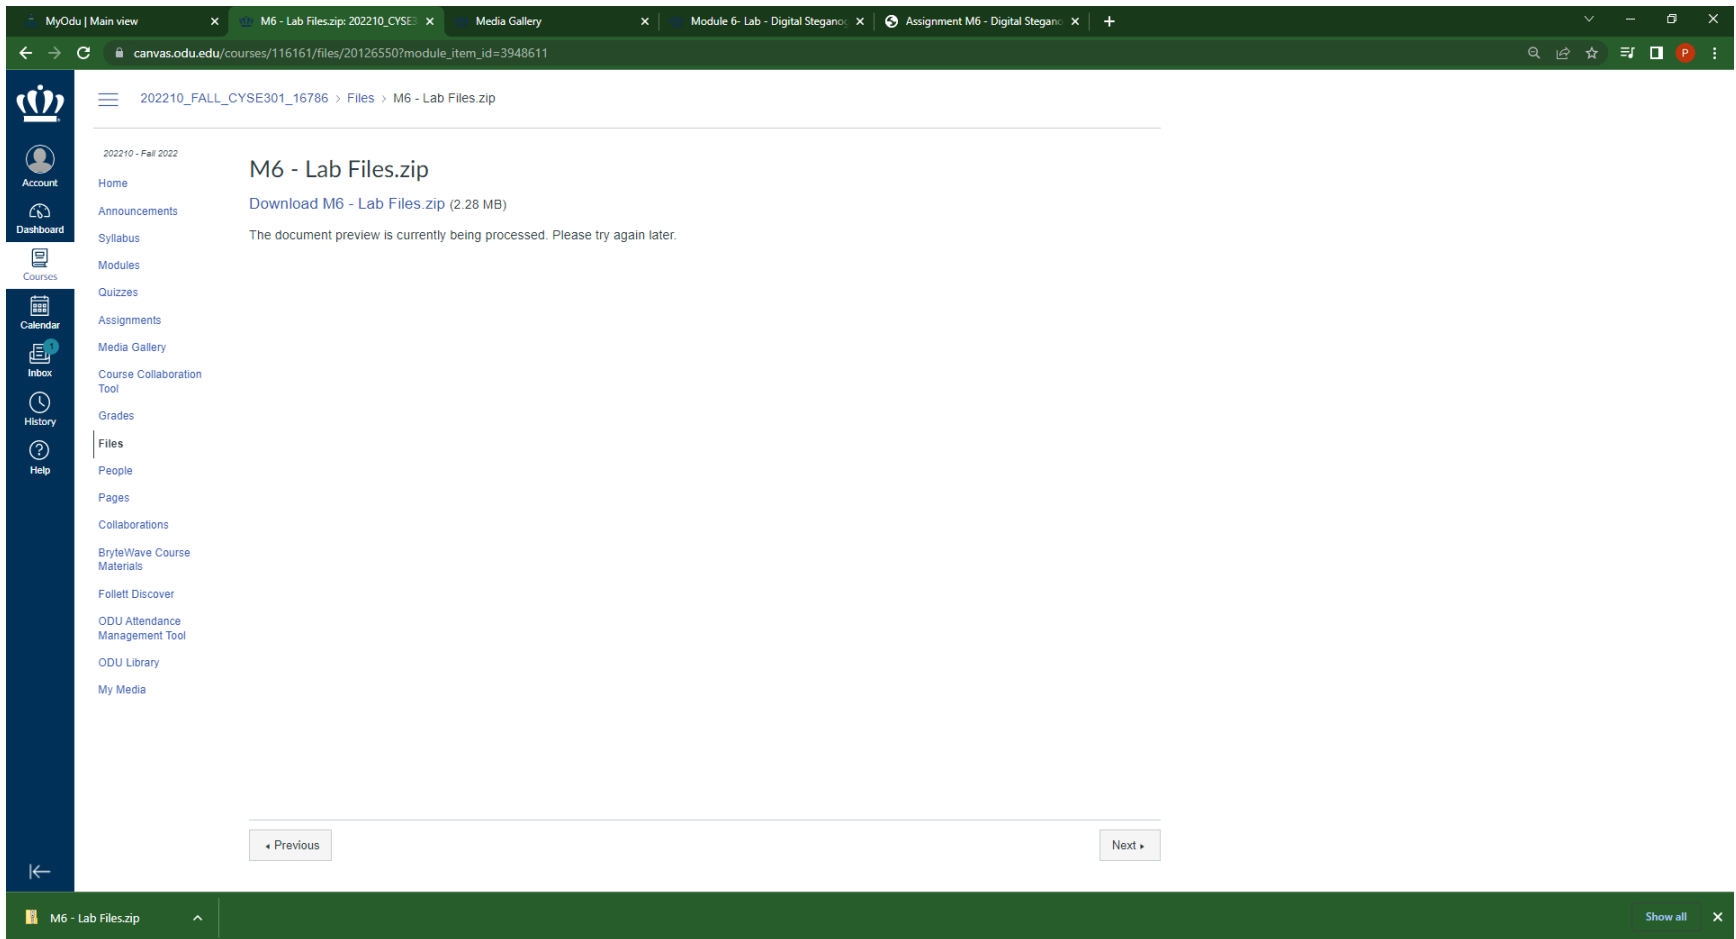 MyOdu | Main view
M6 - Lab Files.zip: 202210_CYSE3
Media Gallery
Module 6- Lab - Digital Steganog
Assignment M6 - Digital Stegano
canvas.odu.edu/courses/116161/files/20126550?module_item_id=3948611
P
202210_FALL_CYSE301_16786 > Files > M6 - Lab Files.zip
Account
Dashboard
Courses
Calendar
1
Inbox
History
Help
202210 - Fall 2022
Home
Announcements
Syllabus
Modules
Quizzes
Assignments
Media Gallery
Course Collaboration
Tool
Grades
Files
People
Pages
Collaborations
BryteWave Course
Materials
Follett Discover
ODU Attendance
Management Tool
ODU Library
My Media
M6 - Lab Files.zip
Download M6 - Lab Files.zip (2.28 MB)
The document preview is currently being processed. Please try again later.
Previous
Next
M6 - Lab Files.zip
Show all